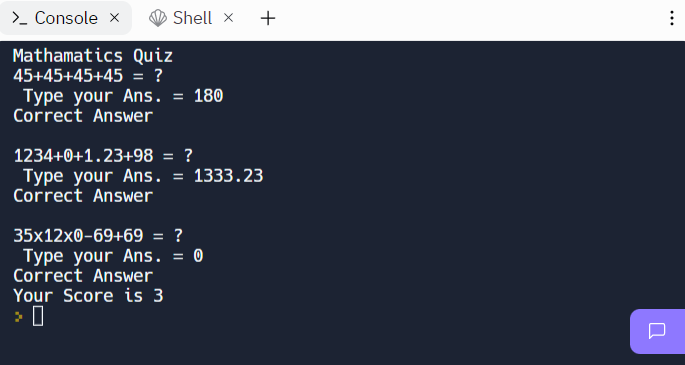 Console × Shell × +
Mathamatics Quiz
45+45+45+45 = ?
Type your Ans. = 180
Correct Answer
1234+0+1.23+98 = ?
Type your Ans. = 1333.23
Correct Answer
35x12x0-69+69 = ?
Type your Ans. = 0
Correct Answer
Your Score is 3